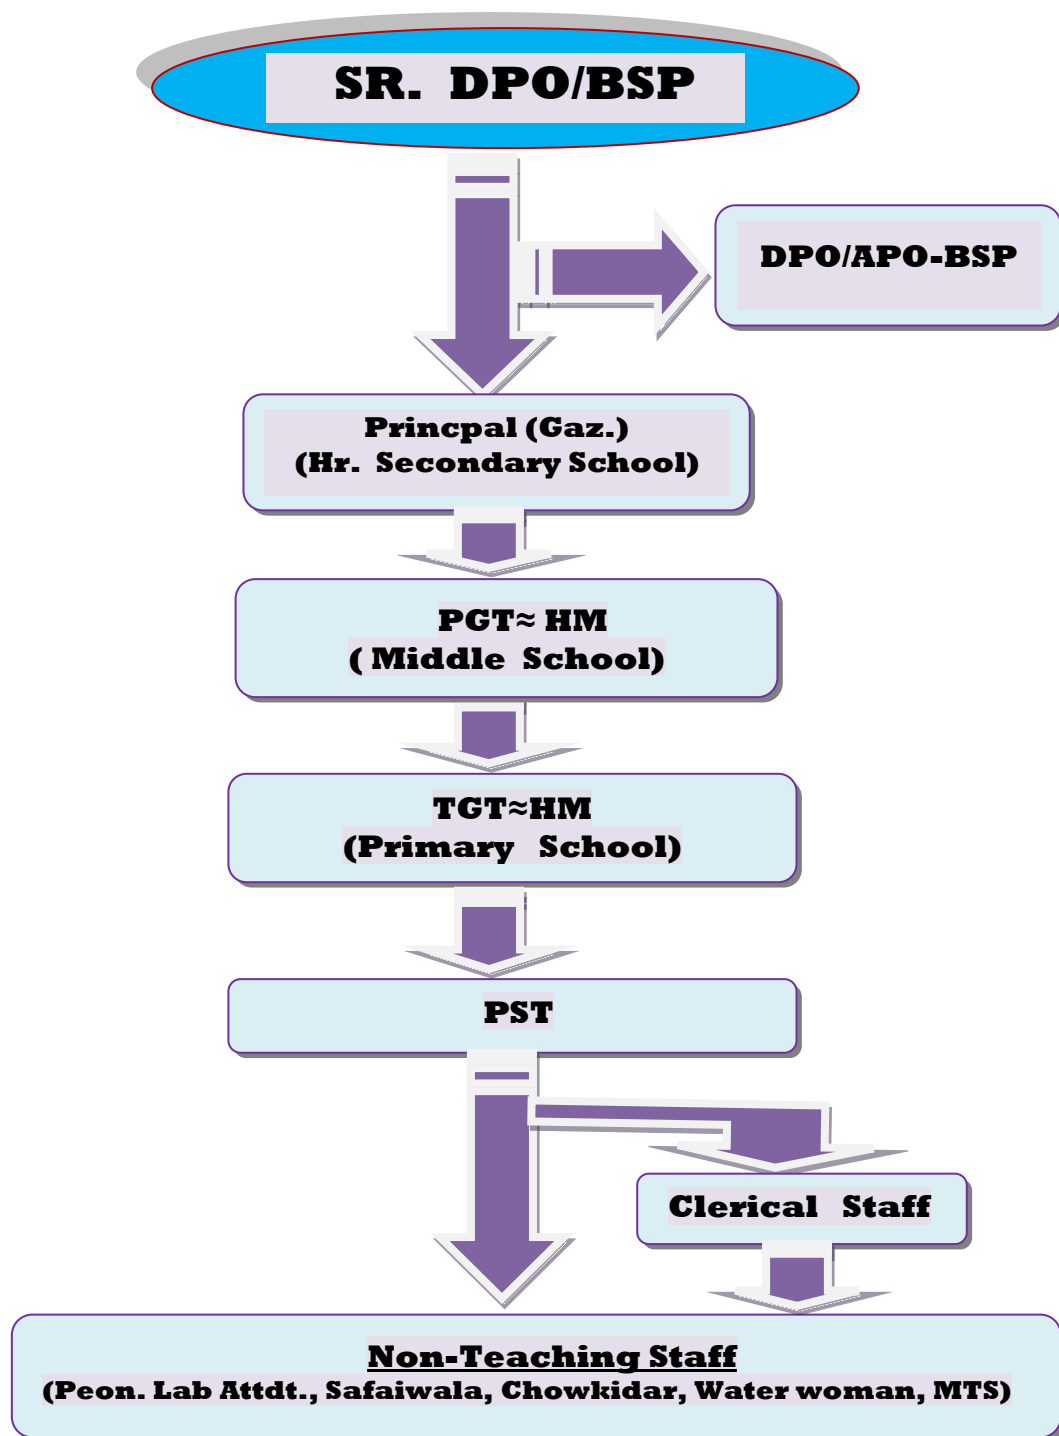 SR. DPO/BSP
DPO/APO-BSP
Princpal (Gaz.)
(Hr. Secondary School)
PGT≈ HM
( Middle School)
TGT≈HM
(Primary School)
PST
Clerical Staff
Non-Teaching Staff
(Peon. Lab Attdt., Safaiwala, Chowkidar, Water woman, MTS)